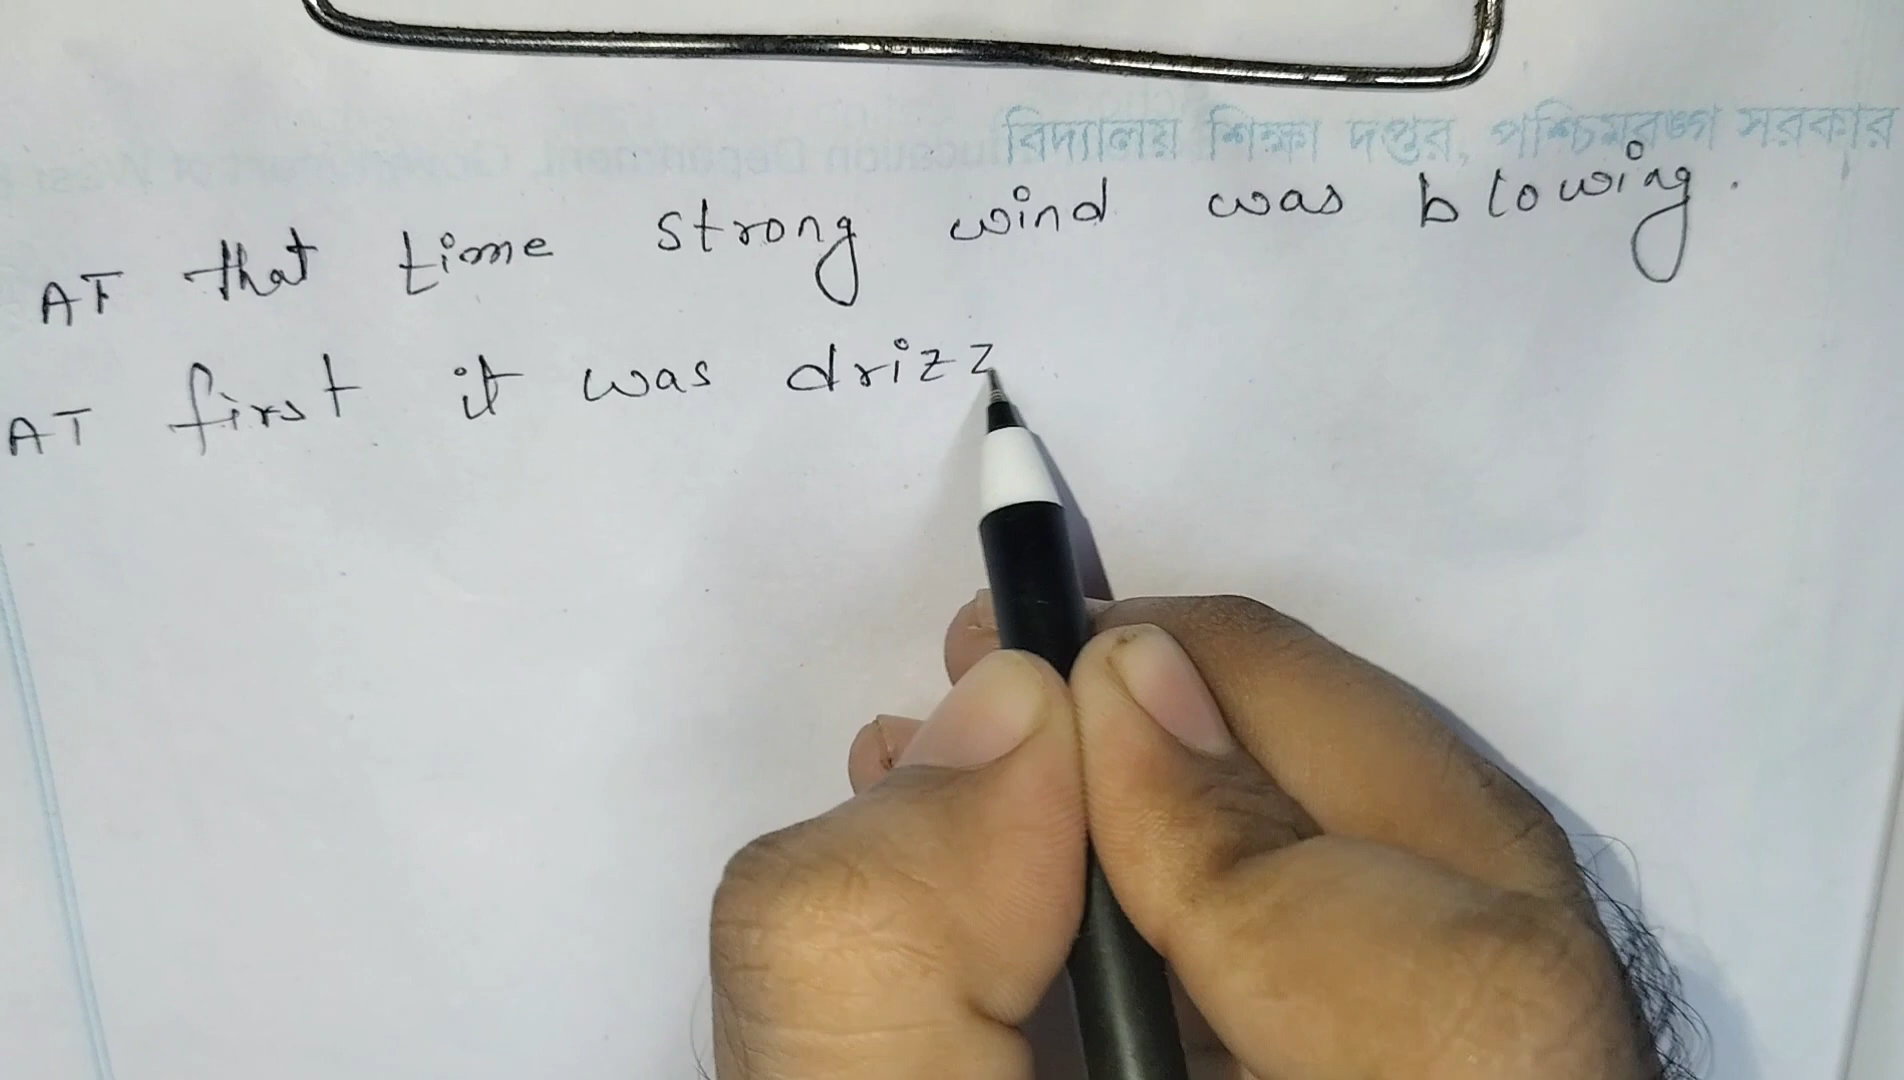 বিদ্যালয় শিক্ষা দপ্তর, পশ্চিমবঙ্গ সরকার
AT that time strong wind was blowing.
AT first it was drizz